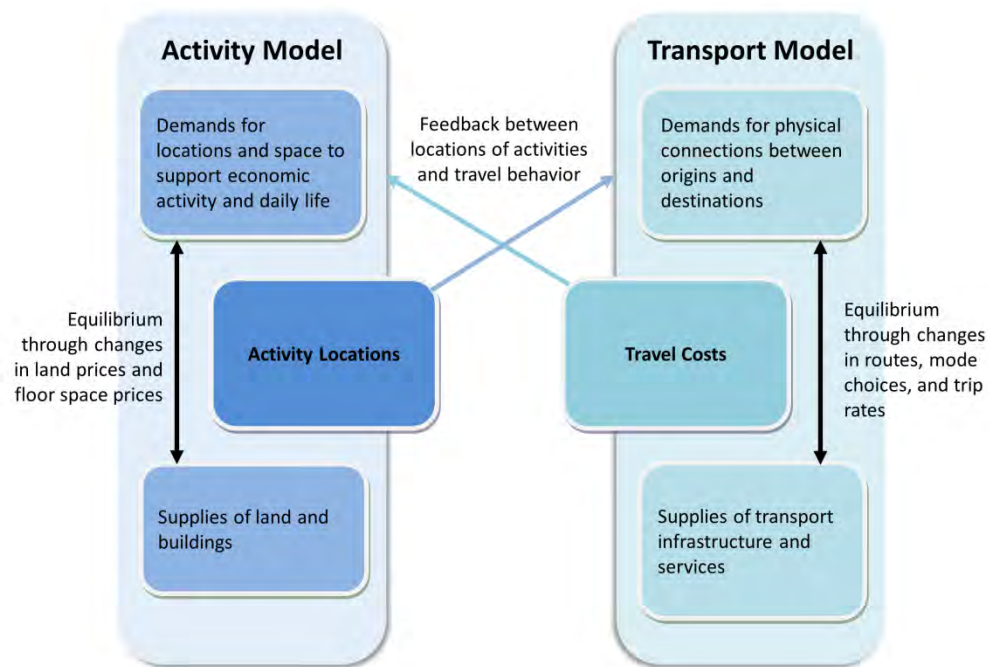 Activity Model
Demands for
locations and space to
support economic
activity and daily life
Equilibrium
through changes
in land prices and
floor space prices
Activity Locations
Supplies of land and
buildings
Feedback between
locations of activities
and travel behavior
Transport Model
Demands for physical
connections between
origins and
destinations
Travel Costs
Equilibrium
through changes
in routes, mode
choices, and trip
rates
Supplies of transport
infrastructure and
services